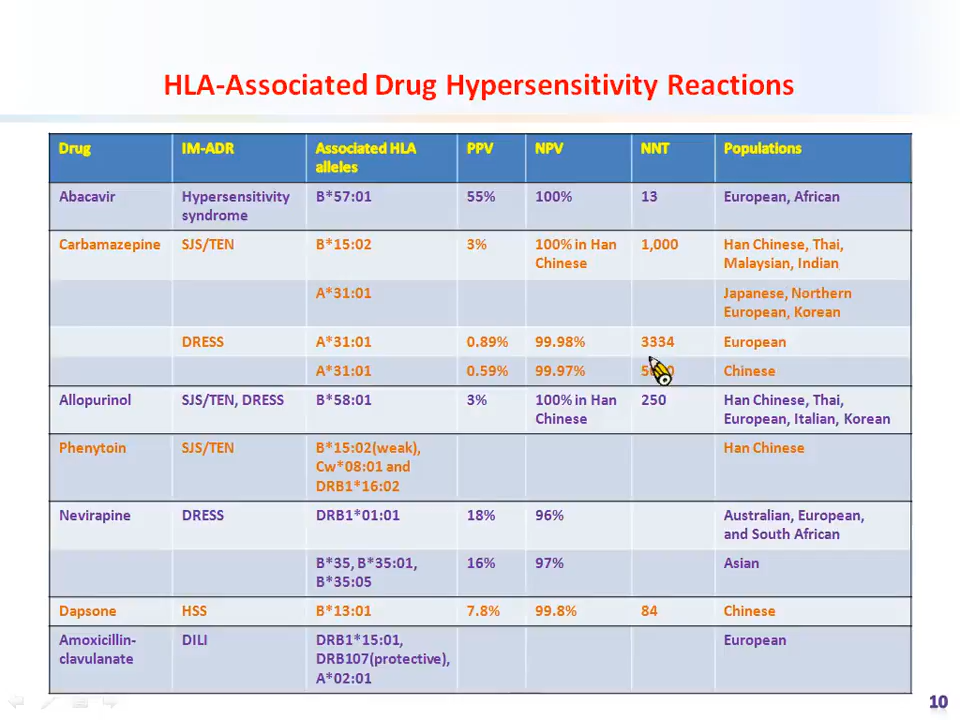 HLA-Associated Drug Hypersensitivity Reactions
Drug IM-ADR Associated HLA alleles PPV NPV NNT Populations
Abacavir Hypersensitivity syndrome B*57:01 55% 100% 13 European, African
Carbamazepine SJS/TEN B*15:02 3% 100% in Han Chinese 1,000 Han Chinese, Thai, Malaysian, Indian
A*31:01 Japanese, Northern European, Korean
DRESS A*31:01 0.89% 99.98% 3334 European
A*31:01 0.59% 99.97% Chinese
Allopurinol SJS/TEN, DRESS B*58:01 3% 100% in Han Chinese 250 Han Chinese, Thai, European, Italian, Korean
Phenytoin SJS/TEN B*15:02(weak), Cw*08:01 and DRB1*16:02 Han Chinese
Nevirapine DRESS DRB1*01:01 18% 96% Australian, European, and South African
B*35, B*35:01, B*35:05 16% 97% Asian
Dapsone HSS B*13:01 7.8% 99.8% 84 Chinese
Amoxicillin-clavulanate DILI DRB1*15:01, DRB107(protective), A*02:01 European
10